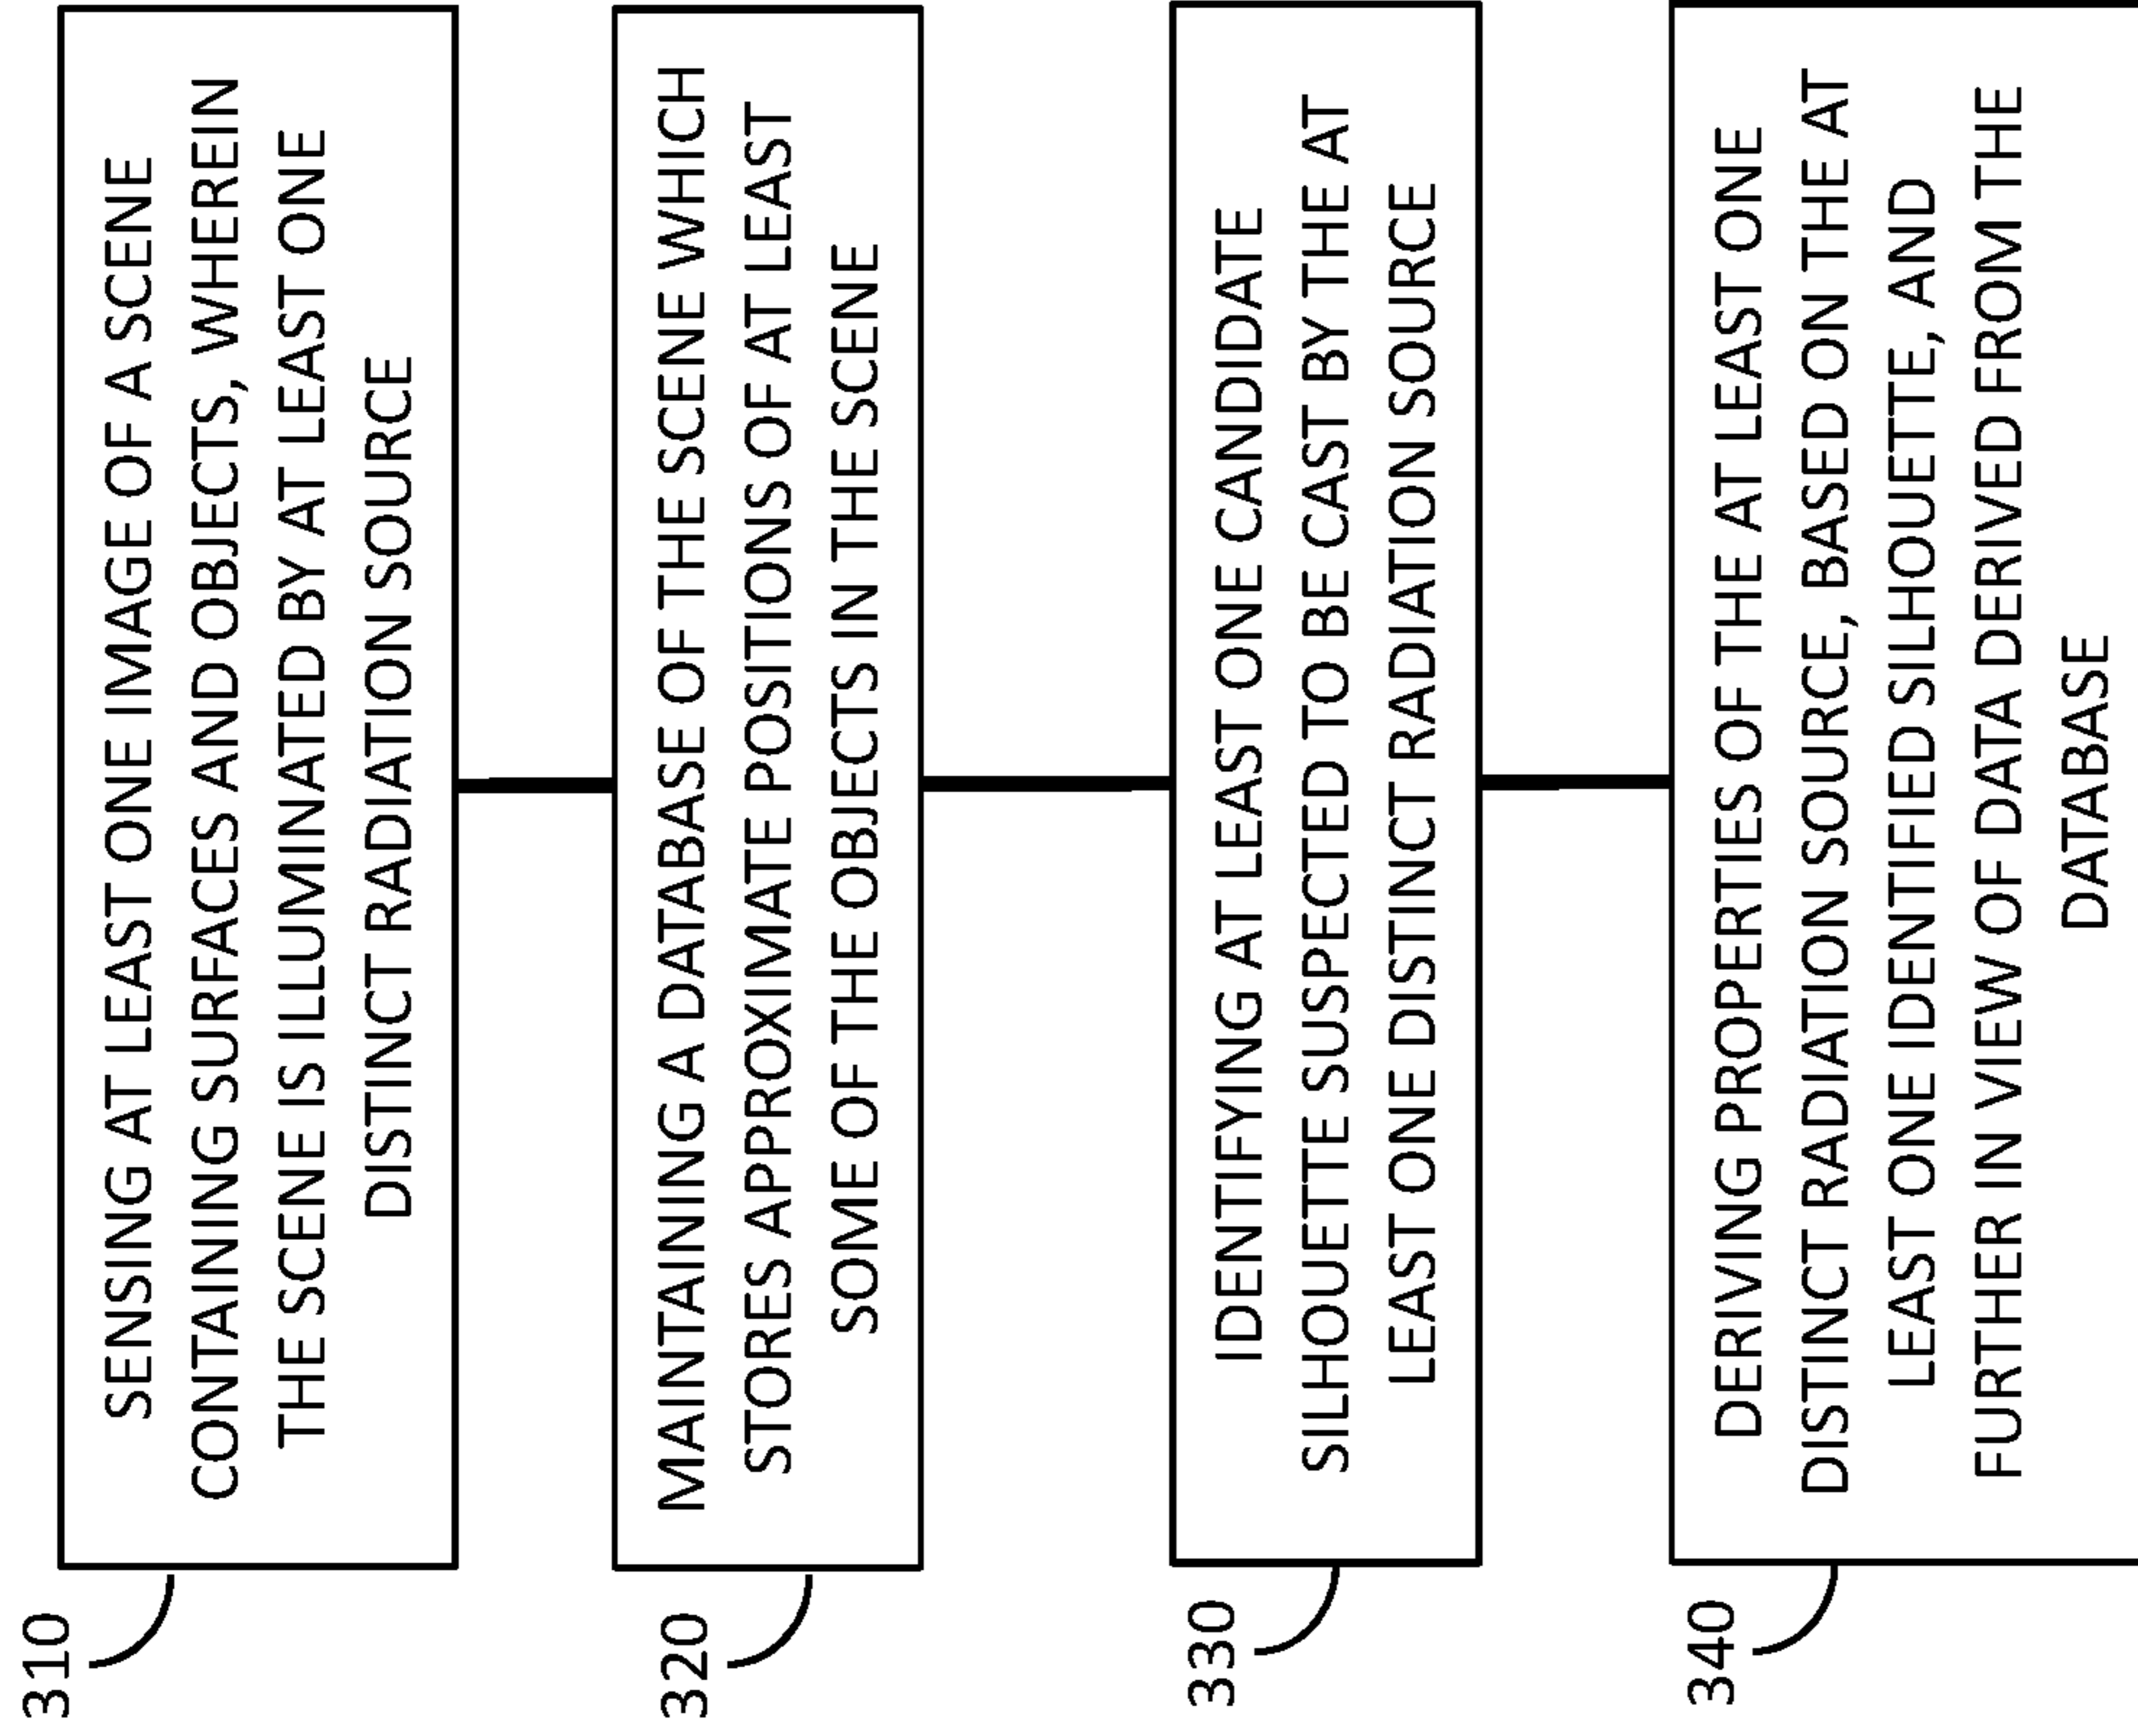 310
SENSING AT LEAST ONE IMAGE OF A SCENE
CONTAINING SURFACES AND OBJECTS, WHEREIN
THE SCENE IS ILLUMINATED BY AT LEAST ONE
DISTINCT RADIATION SOURCE
320
MAINTAINING A DATABASE OF THE SCENE WHICH
STORES APPROXIMATE POSITIONS OF AT LEAST
SOME OF THE OBJECTS IN THE SCENE
330
IDENTIFYING AT LEAST ONE CANDIDATE
SILHOUETTE SUSPECTED TO BE CAST BY THE AT
LEAST ONE DISTINCT RADIATION SOURCE
340
DERIVING PROPERTIES OF THE AT LEAST ONE
DISTINCT RADIATION SOURCE, BASED ON THE AT
LEAST ONE IDENTIFIED SILHOUETTE, AND
FURTHER IN VIEW OF DATA DERIVED FROM THE
DATABASE